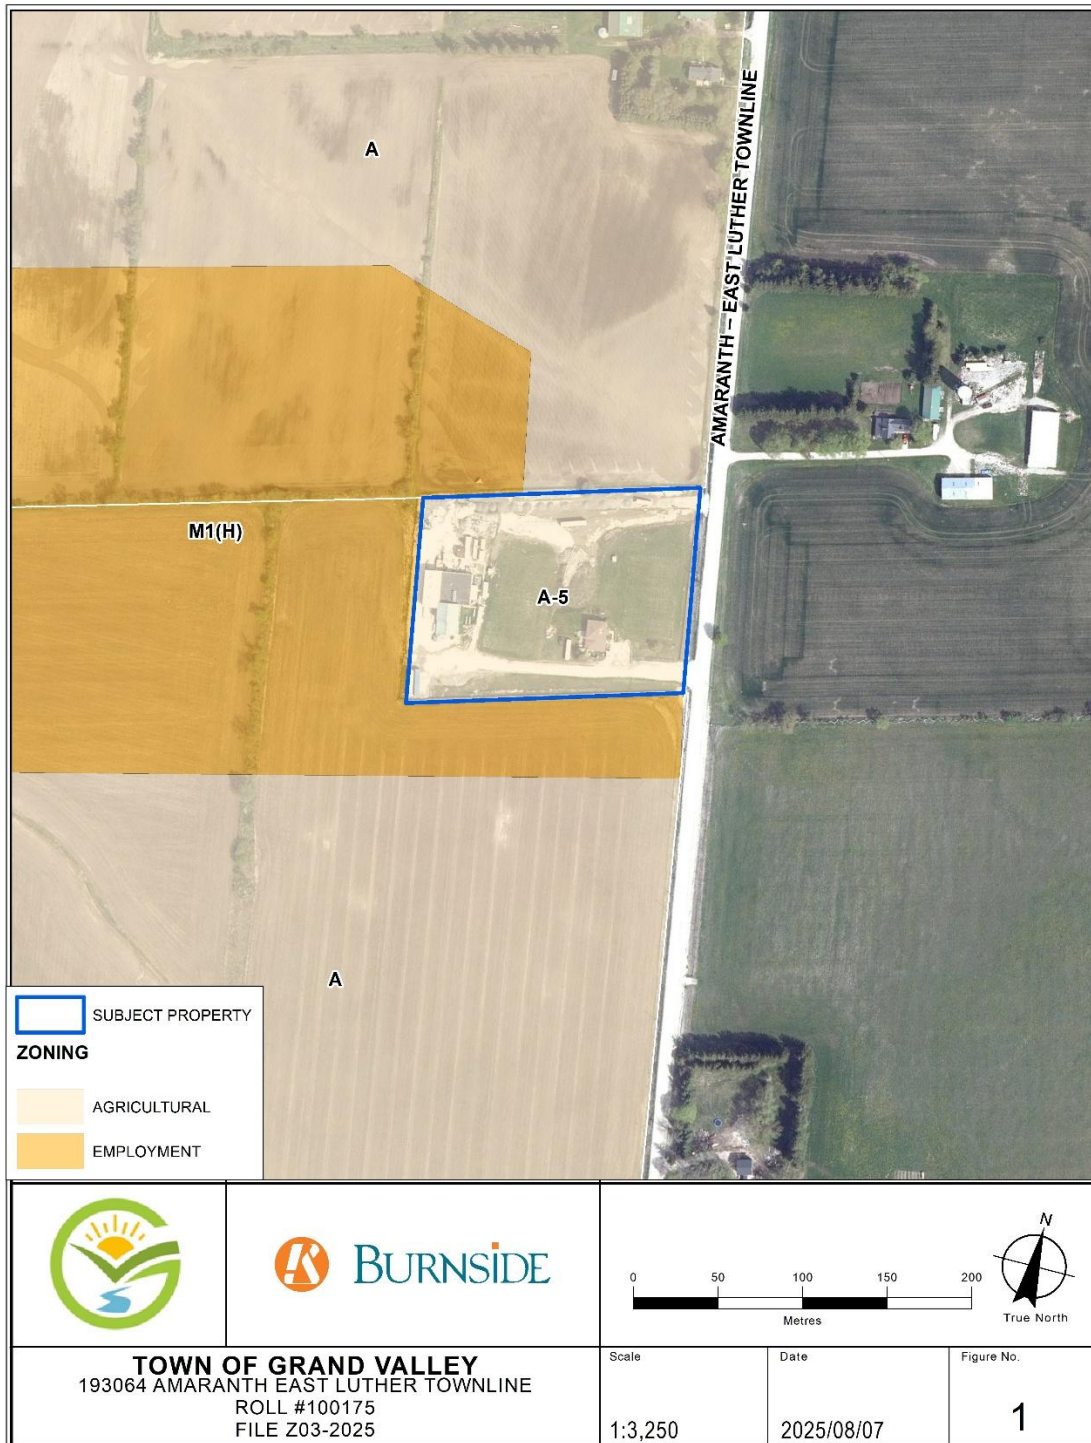 A
AMARANTH – EAST LUTHER TOWNLINE
M1(H)
A-5
A
SUBJECT PROPERTY
ZONING
AGRICULTURAL
EMPLOYMENT
BURNSIDE
0 50 100 150 200
Metres
N
True North
TOWN OF GRAND VALLEY
193064 AMARANTH EAST LUTHER TOWNLINE
ROLL #100175
FILE Z03-2025
Scale
1:3,250
Date
2025/08/07
Figure No.
1